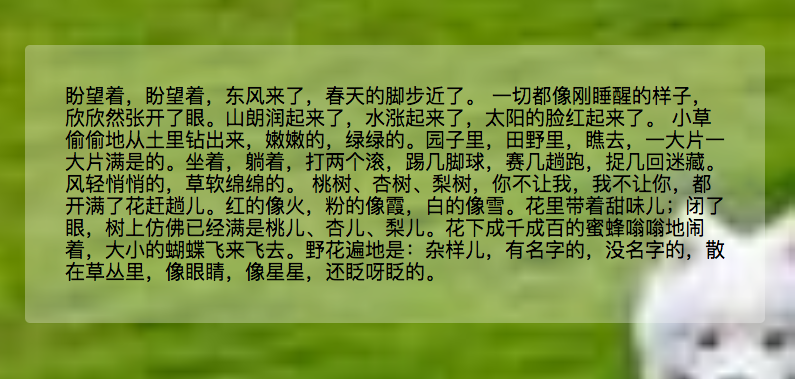 盼望着，盼望着，东风来了，春天的脚步近了。 一切都像刚睡醒的样子，
欣欣然张开了眼。山朗润起来了，水涨起来了，太阳的脸红起来了。 小草
偷偷地从土里钻出来，嫩嫩的，绿绿的。园子里，田野里，瞧去，一大片一
大片满是的。坐着，躺着，打两个滚，踢几脚球，赛几趟跑，捉几回迷藏。
风轻悄悄的，草软绵绵的。 桃树、杏树、梨树，你不让我，我不让你，都
开满了花赶趟儿。红的像火，粉的像霞，白的像雪。花里带着甜味儿；闭了
眼，树上仿佛已经满是桃儿、杏儿、梨儿。花下成千成百的蜜蜂嗡嗡地闹
着，大小的蝴蝶飞来飞去。野花遍地是：杂样儿，有名字的，没名字的，散
在草丛里，像眼睛，像星星，还眨呀眨的。